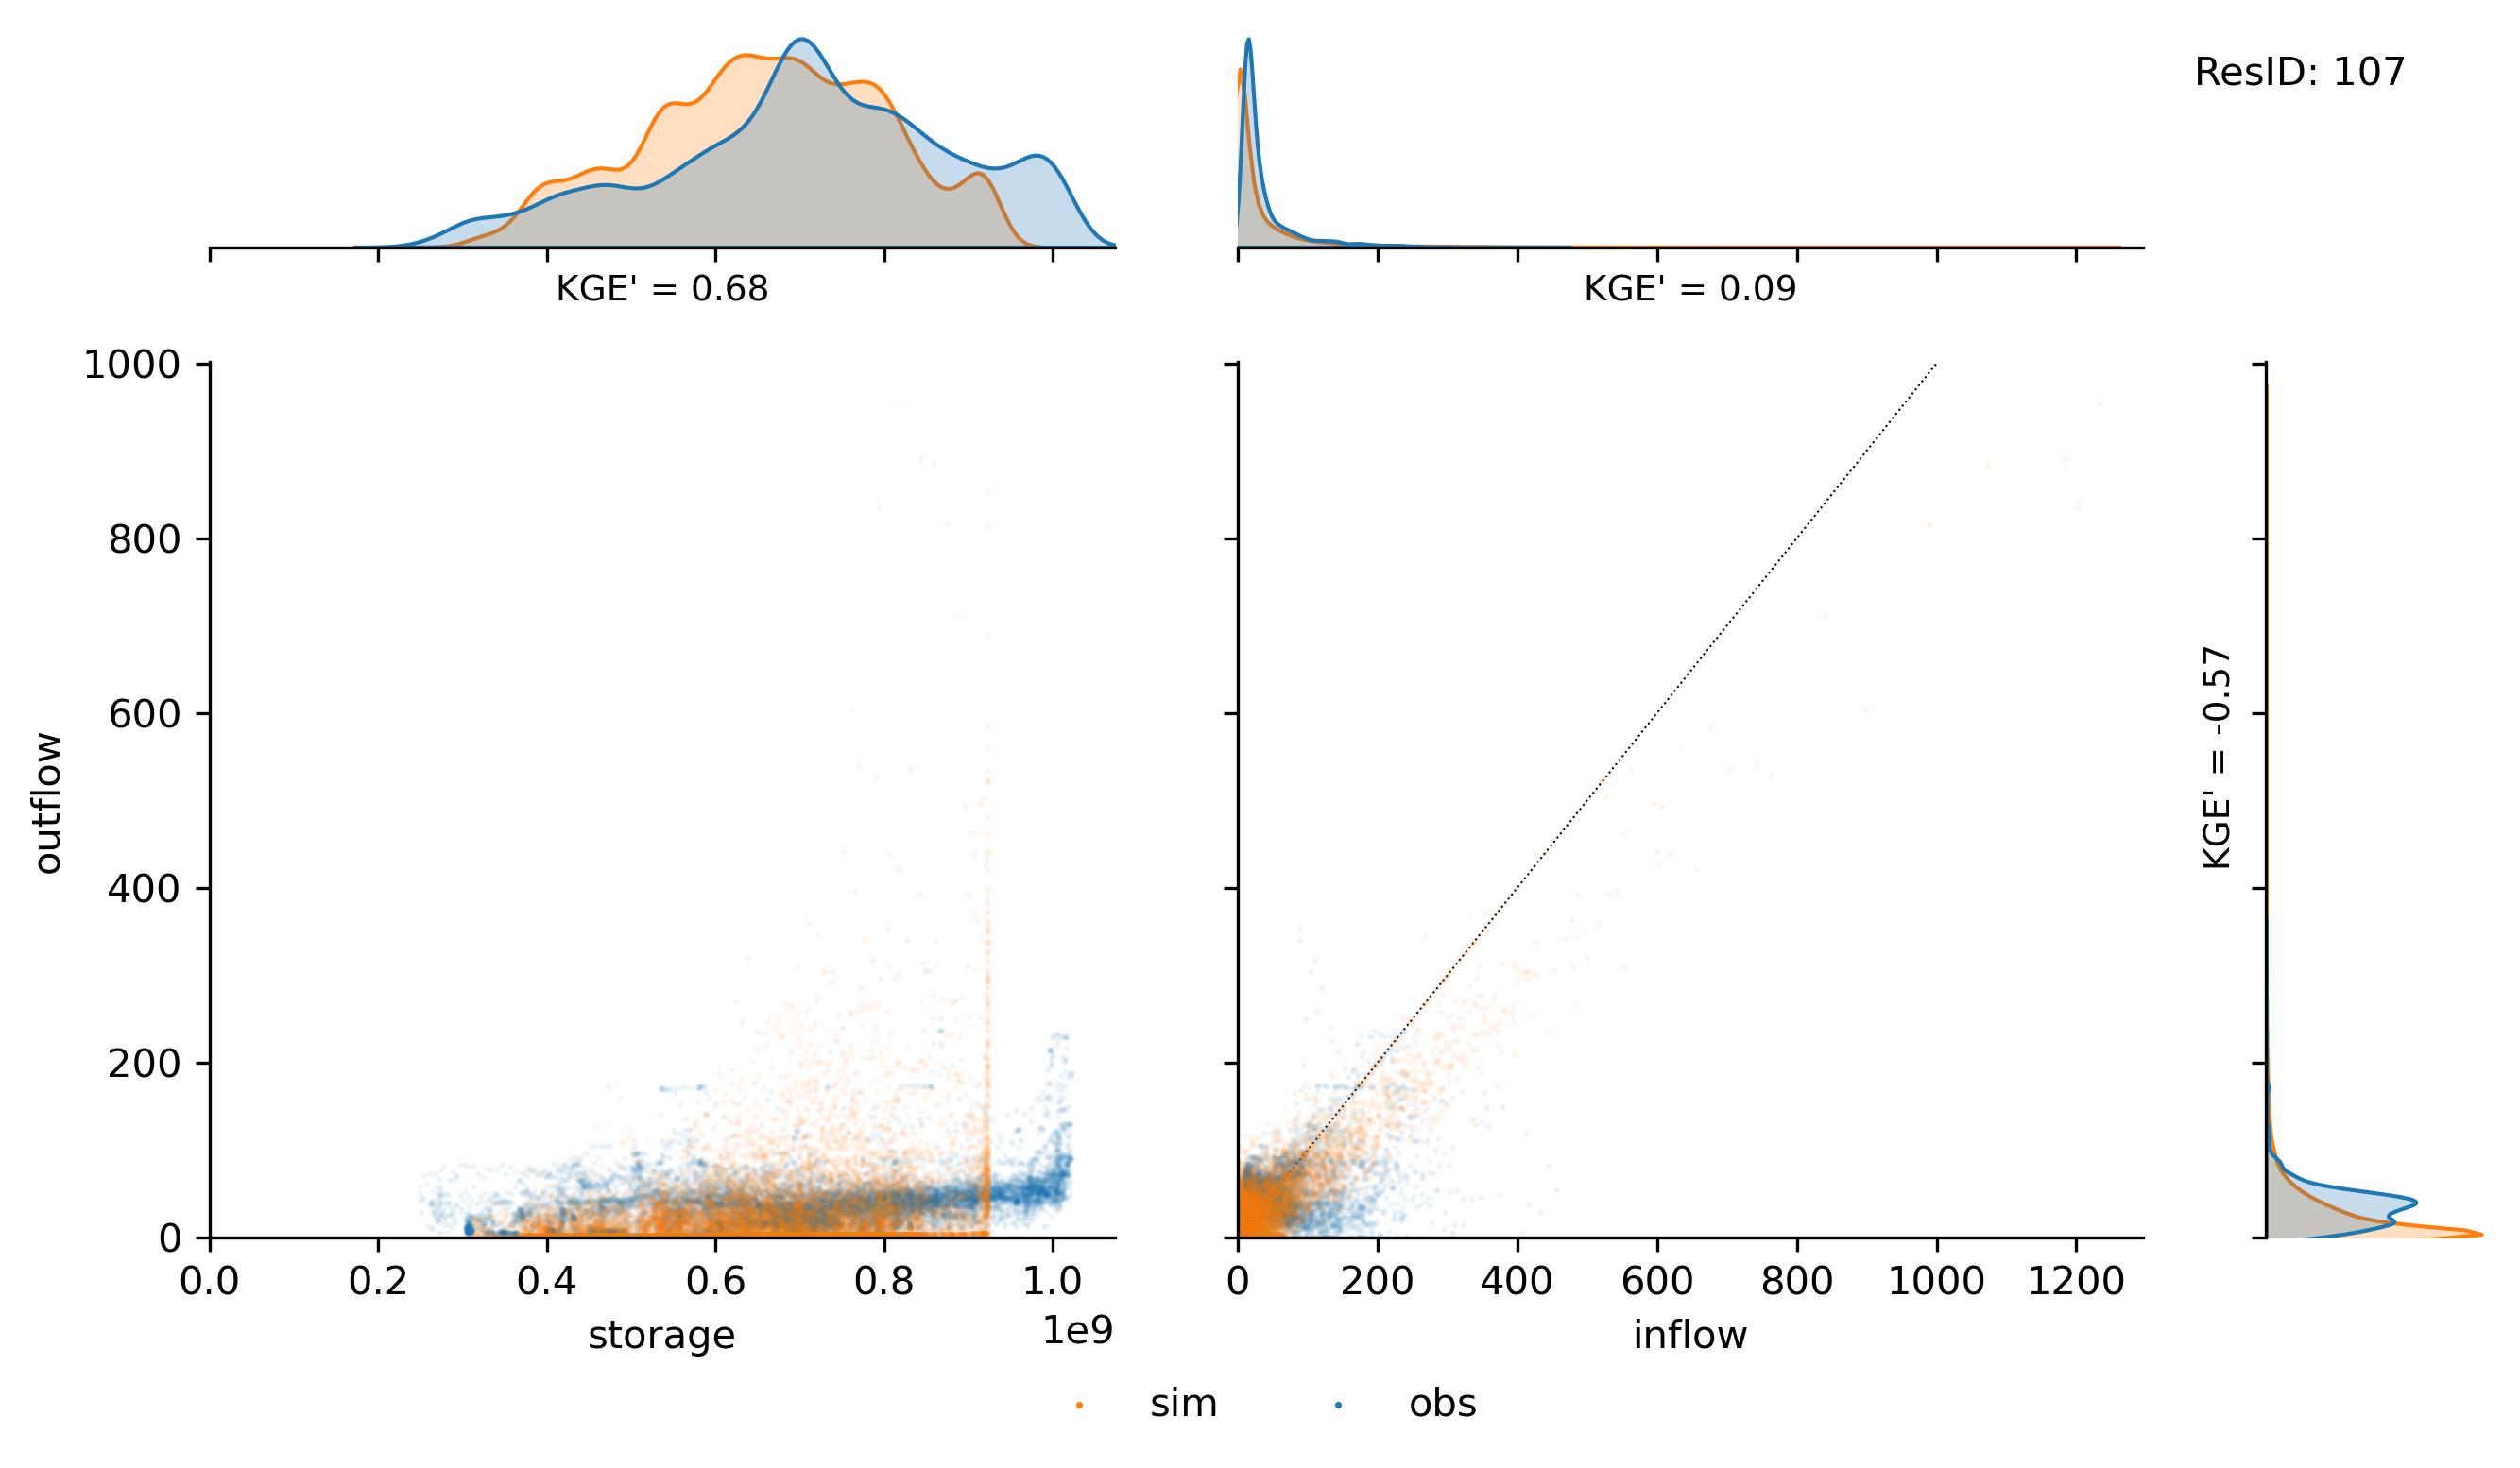 ResID: 107
KGE' = 0.68
KGE' = 0.09
1000
800
600
400
200
0
outflow
KGE' = -0.57
0.0 0.2 0.4 0.6 0.8 1.0
1e9
storage
0 200 400 600 800 1000 1200
inflow
sim obs